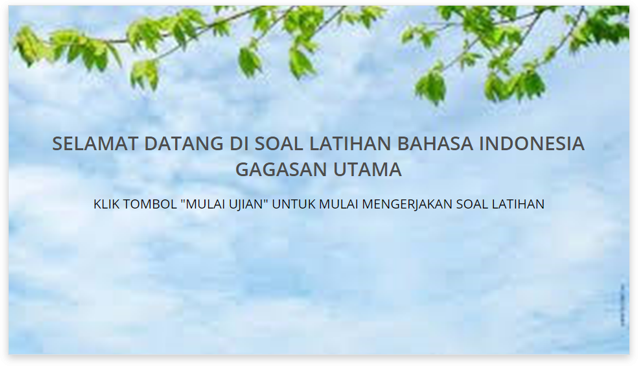 SELAMAT DATANG DI SOAL LATIHAN BAHASA INDONESIA
GAGASAN UTAMA
KLIK TOMBOL "MULAI UJIAN" UNTUK MULAI MENGERJAKAN SOAL LATIHAN